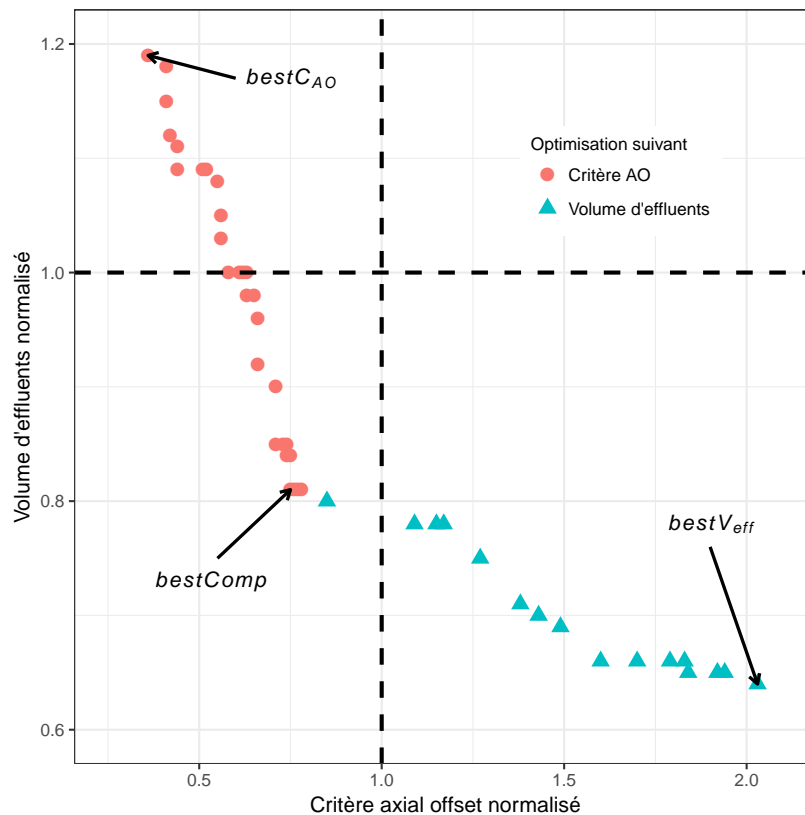 1.2
bestC_AO
Optimisation suivant
Critère AO
Volume d'effluents
1.0
Volume d'effluents normalisé
0.8
bestV_eff
bestComp
0.6
0.5
1.0
1.5
2.0
Critère axial offset normalisé